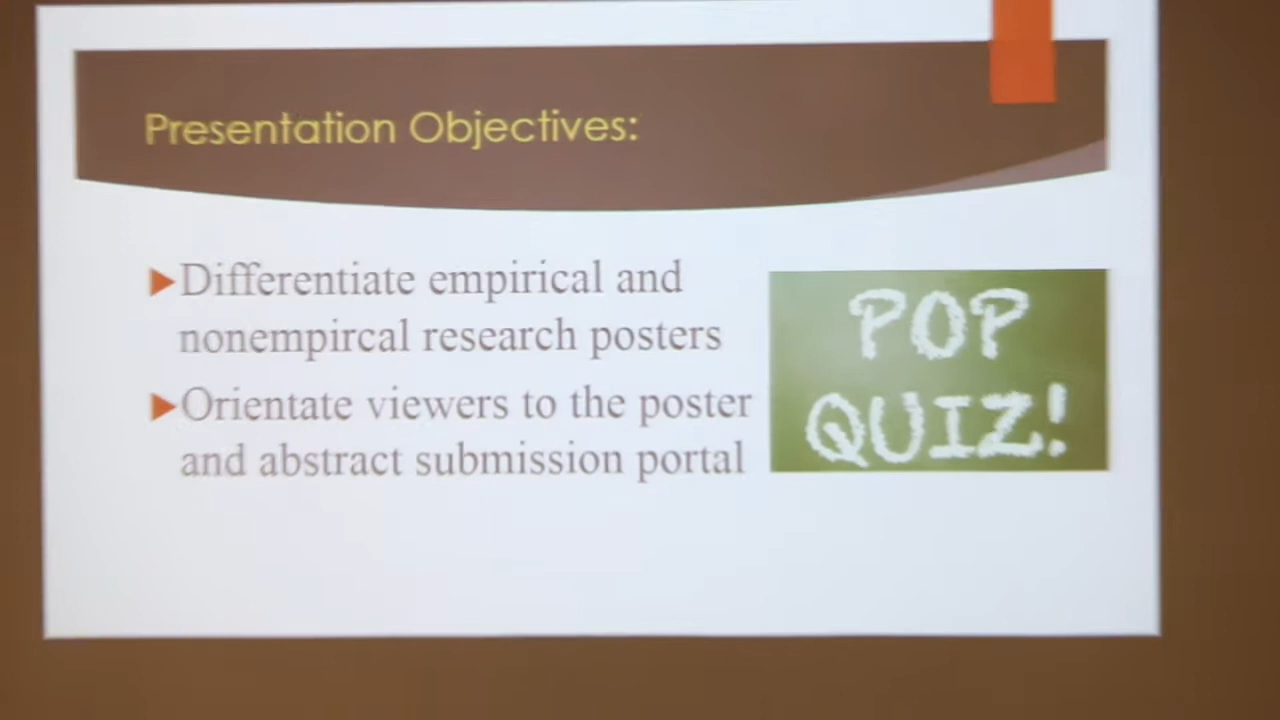 Presentation Objectives:
Differentiate empirical and
nonempircal research posters
Orientate viewers to the poster
and abstract submission portal
POP
QUIZ!